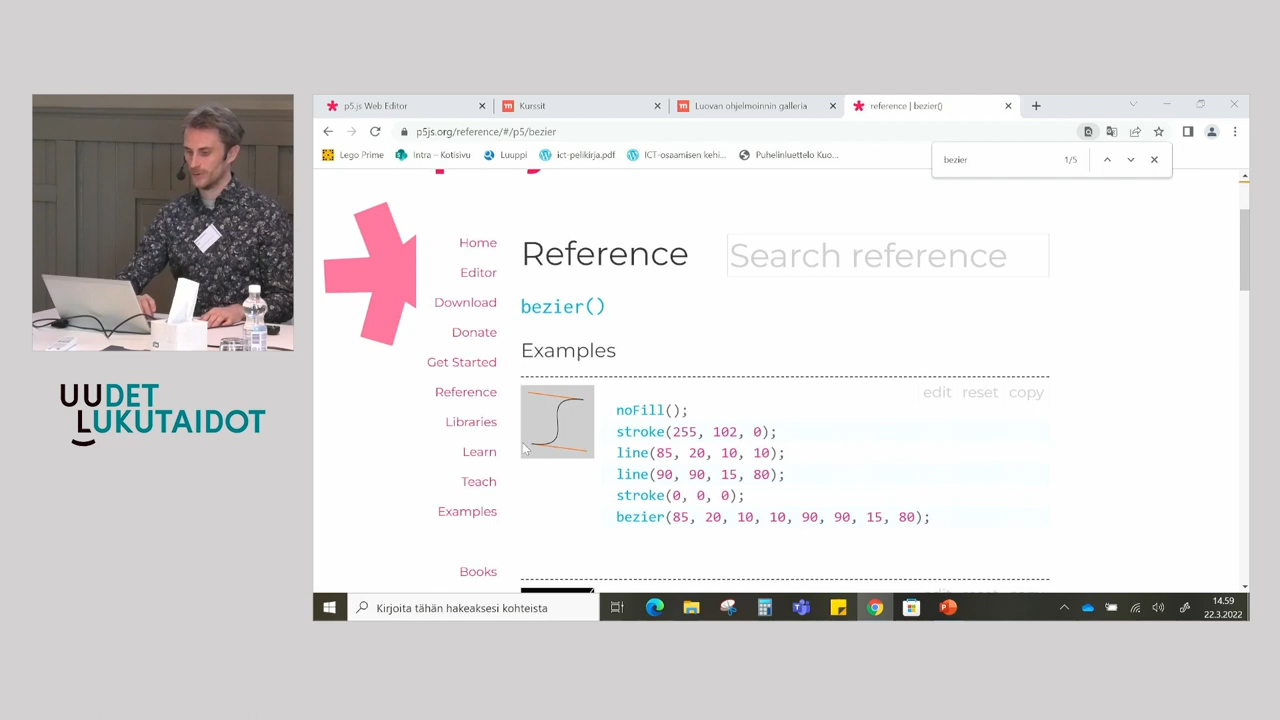 p5.js Web Editor
Kurssit
Luovan ohjelmoinnin galleria
reference | bezier()
p5js.org/reference/#/p5/bezier
Lego Prime
Intra – Kotisivu
Luuppi
ict-pelikirja.pdf
ICT-osaamisen kehi...
Puhelinluettelo Kuo...
bezier
1/5
Home
Editor
Download
Donate
Get Started
Reference
Libraries
Learn
Teach
Examples
Books
Reference
Search reference
bezier()
Examples
edit reset copy
noFill();
stroke(255, 102, 0);
line(85, 20, 10, 10);
line(90, 90, 15, 80);
stroke(0, 0, 0);
bezier(85, 20, 10, 10, 90, 90, 15, 80);
Kirjoita tähän hakeaksesi kohteista
14.59
22.3.2022
UUDET
LUKUTAIDOT